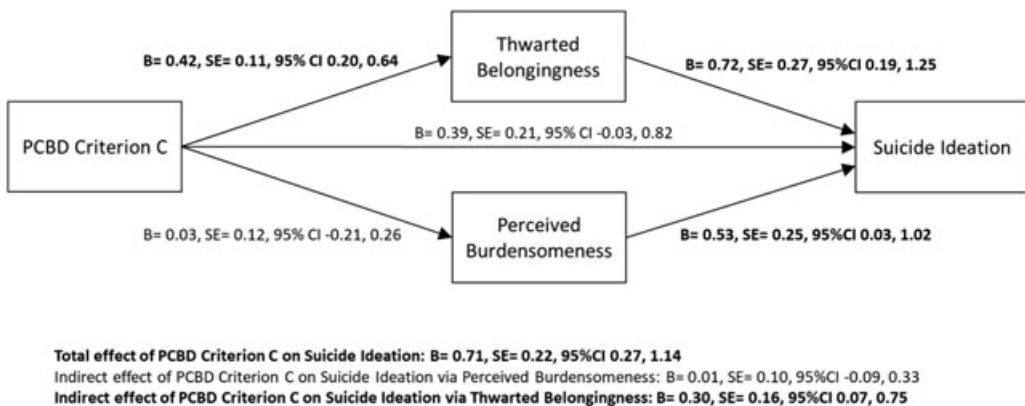 Thwarted
Belongingness
B= 0.42, SE= 0.11, 95% CI 0.20, 0.64
B= 0.72, SE= 0.27, 95%CI 0.19, 1.25
B= 0.39, SE= 0.21, 95% CI -0.03, 0.82
PCBD Criterion C
Suicide Ideation
Perceived
Burdensomeness
B= 0.03, SE= 0.12, 95% CI -0.21, 0.26
B= 0.53, SE= 0.25, 95%CI 0.03, 1.02
Total effect of PCBD Criterion C on Suicide Ideation: B= 0.71, SE= 0.22, 95%CI 0.27, 1.14
Indirect effect of PCBD Criterion C on Suicide Ideation via Perceived Burdensomeness: B= 0.01, SE= 0.10, 95%CI -0.09, 0.33
Indirect effect of PCBD Criterion C on Suicide Ideation via Thwarted Belongingness: B= 0.30, SE= 0.16, 95%CI 0.07, 0.75